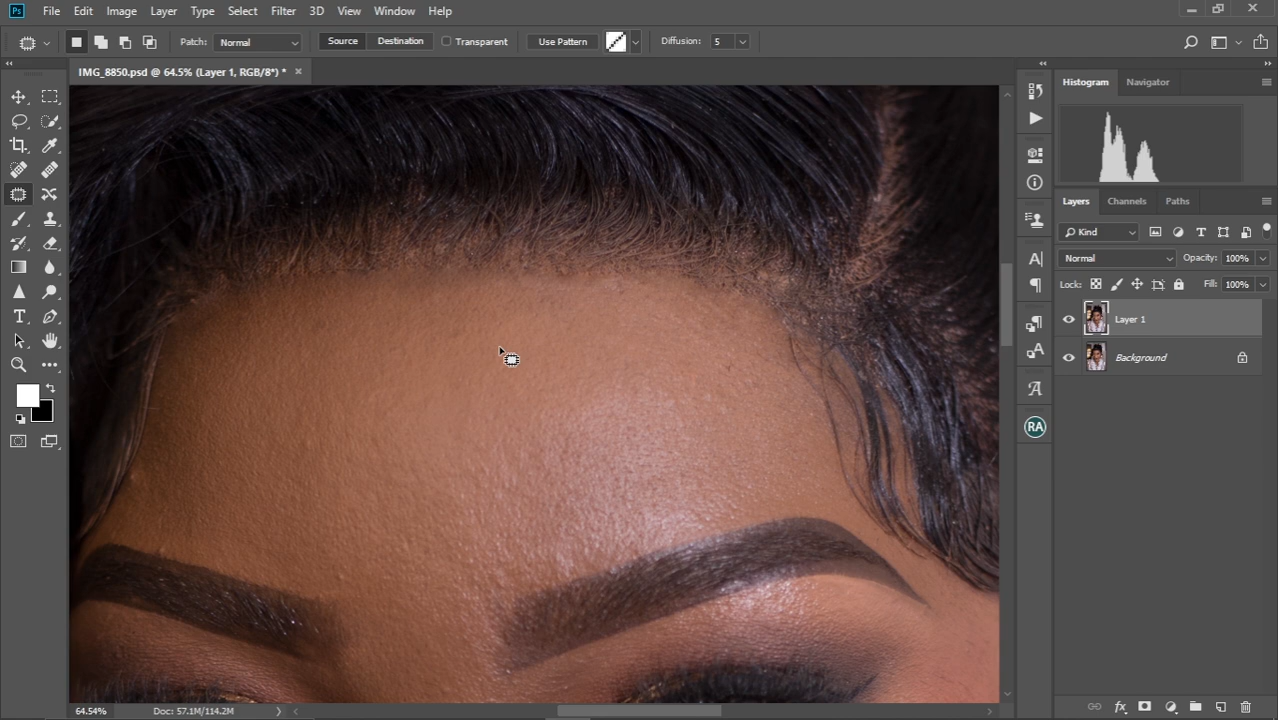 Ps File Edit Image Layer Type Select Filter 3D View Window Help
Patch: Normal Source Destination Transparent Use Pattern Diffusion: 5
IMG_8850.psd @ 64.5% (Layer 1, RGB/8*) *
Histogram Navigator
Layers Channels Paths
Kind
Normal Opacity: 100%
Lock: Fill: 100%
Layer 1
Background
RA
64.54% Doc: 57.1M/114.2M